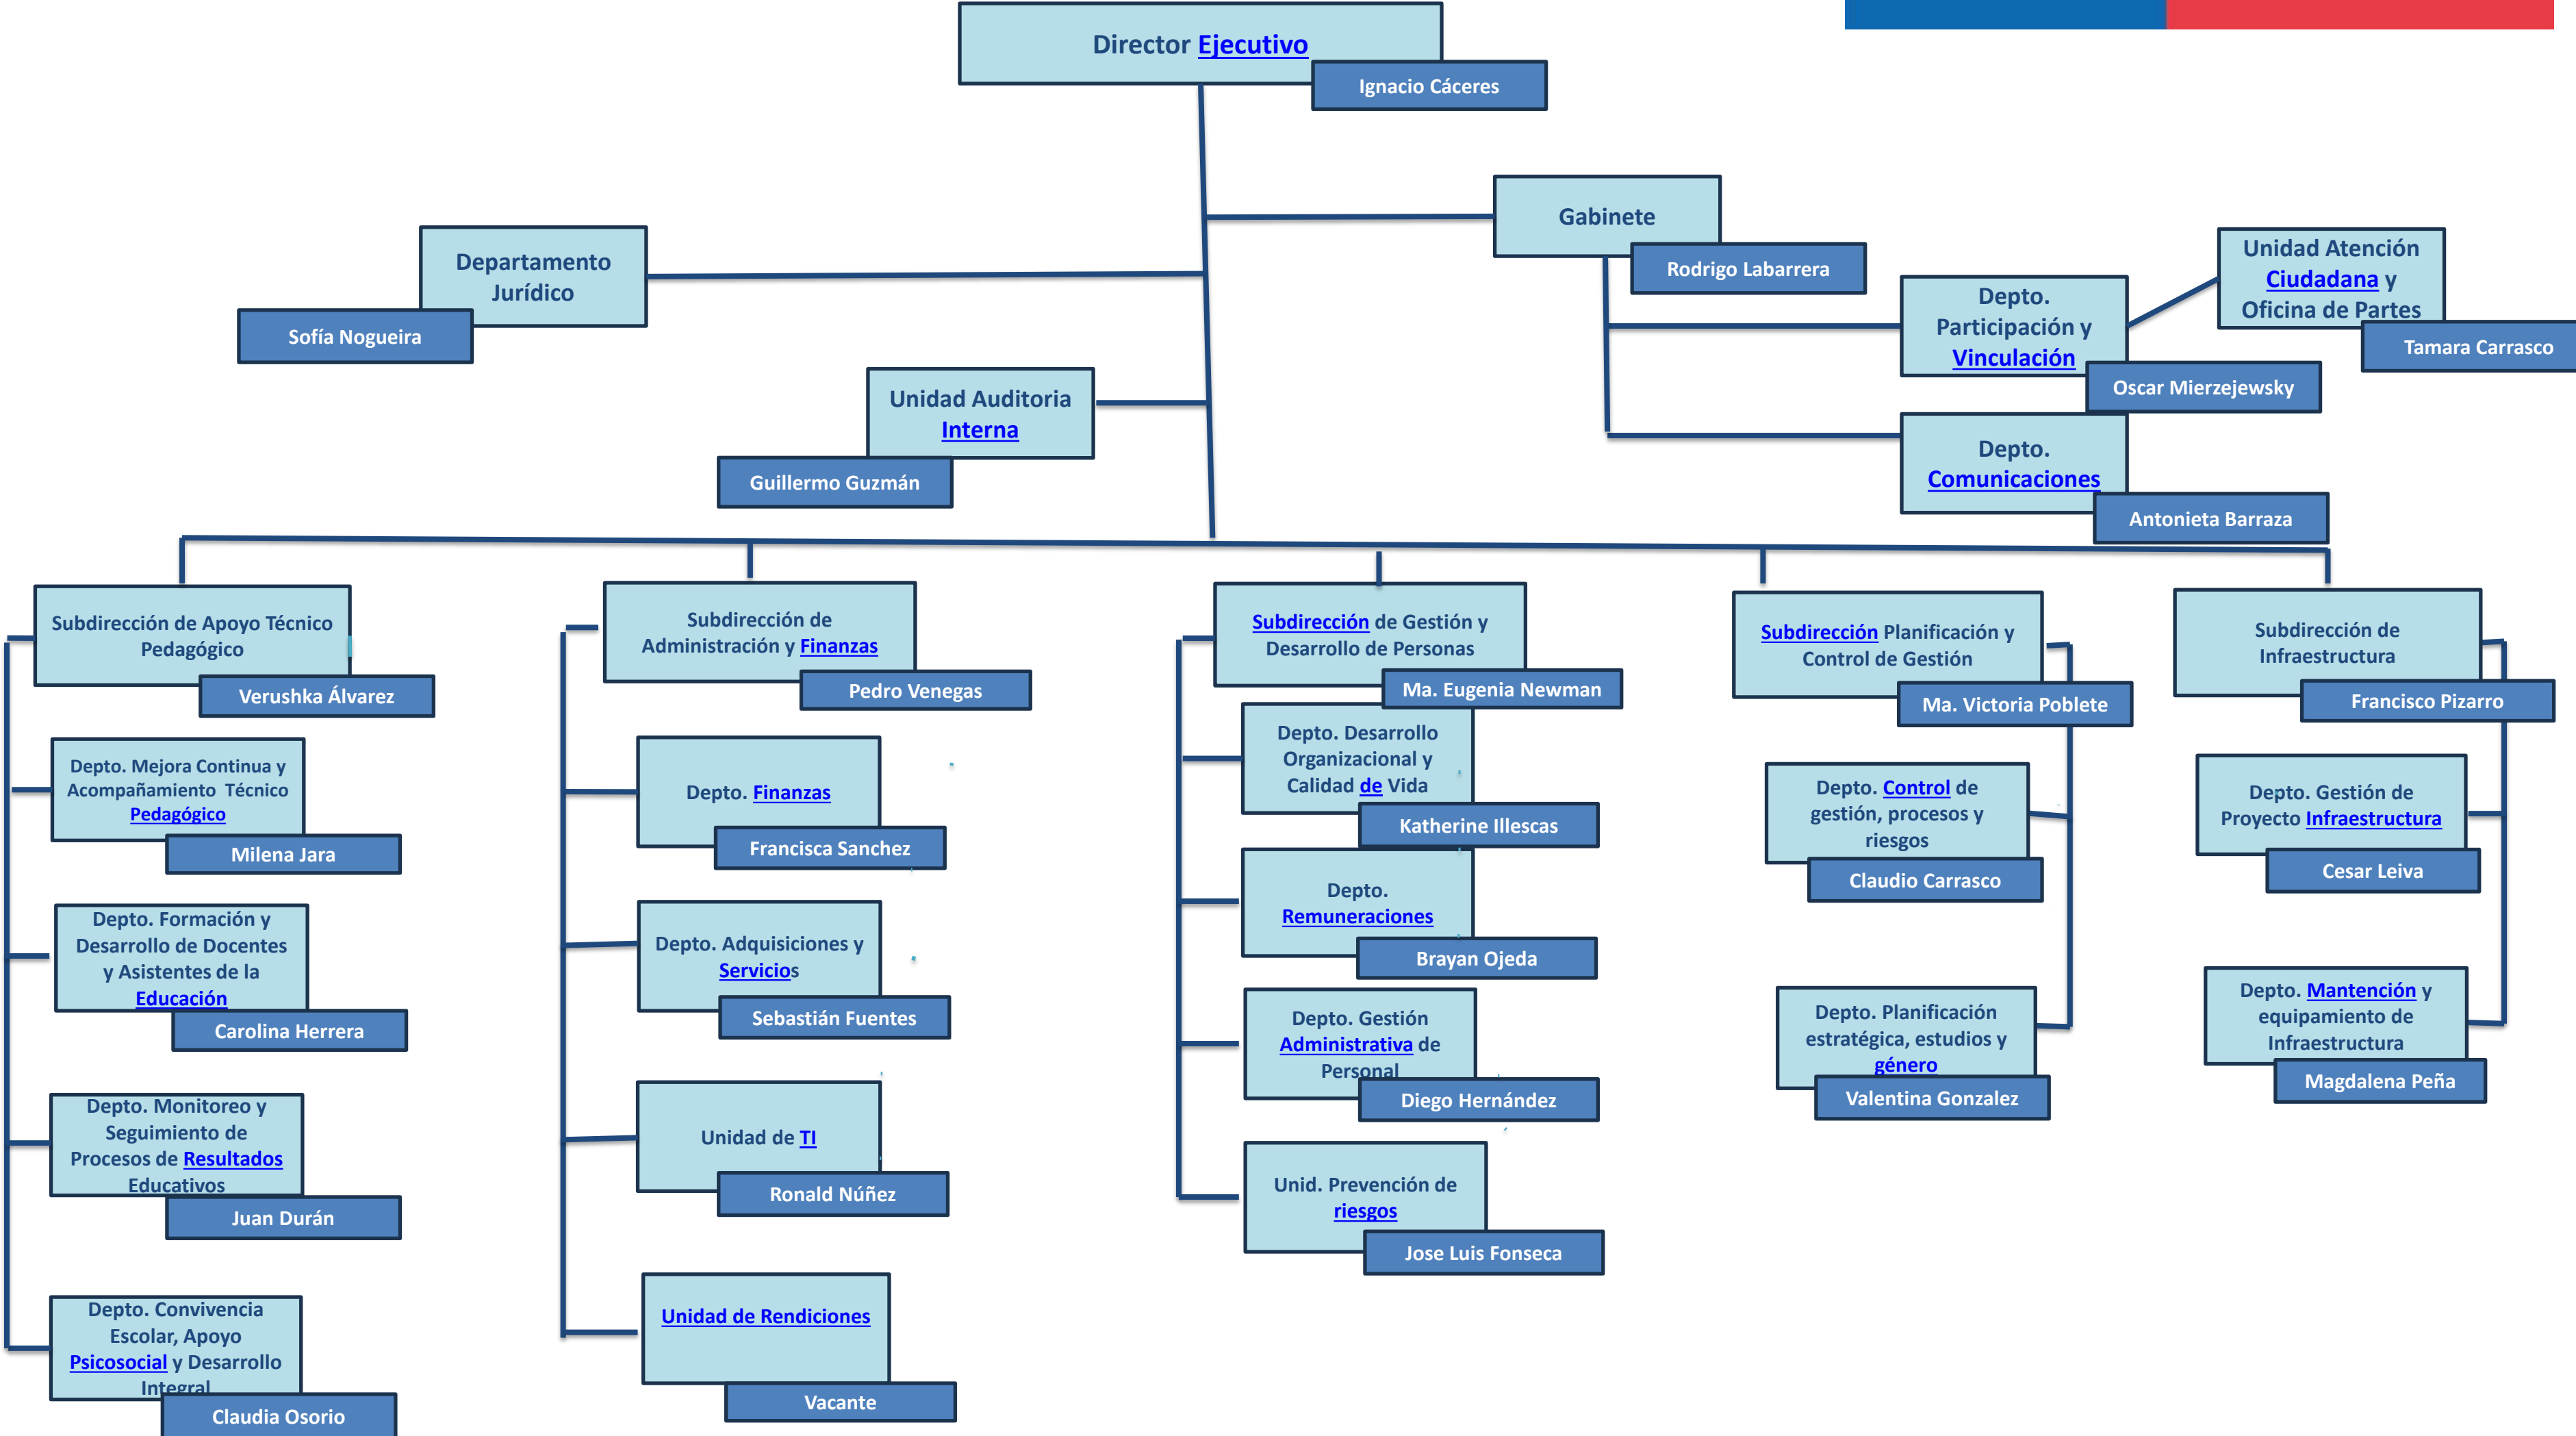 Director Ejecutivo
Ignacio Cáceres
Gabinete
Rodrigo Labarrera
Departamento
Jurídico
Sofía Nogueira
Unidad Atención
Ciudadana y
Oficina de Partes
Tamara Carrasco
Depto.
Participación y
Vinculación
Oscar Mierzejewsky
Unidad Auditoria
Interna
Guillermo Guzmán
Depto.
Comunicaciones
Antonieta Barraza
Subdirección de Apoyo Técnico
Pedagógico
Verushka Álvarez
Depto. Mejora Continua y
Acompañamiento  Técnico
Pedagógico
Milena Jara
Depto. Formación y
Desarrollo de Docentes
y Asistentes de la
Educación
Carolina Herrera
Depto. Monitoreo y
Seguimiento de
Procesos de Resultados
Educativos
Juan Durán
Depto. Convivencia
Escolar, Apoyo
Psicosocial y Desarrollo
Integral
Claudia Osorio
Subdirección de
Administración y Finanzas
Pedro Venegas
Depto. Finanzas
Francisca Sanchez
Depto. Adquisiciones y
Servicios
Sebastián Fuentes
Unidad de TI
Ronald Núñez
Unidad de Rendiciones
Vacante
Subdirección de Gestión y
Desarrollo de Personas
Ma. Eugenia Newman
Depto. Desarrollo
Organizacional y
Calidad de Vida
Katherine Illescas
Depto.
Remuneraciones
Brayan Ojeda
Depto. Gestión
Administrativa de
Personal
Diego Hernández
Unid. Prevención de
riesgos
Jose Luis Fonseca
Subdirección Planificación y
Control de Gestión
Ma. Victoria Poblete
Depto. Control de
gestión, procesos y
riesgos
Claudio Carrasco
Depto. Planificación
estratégica, estudios y
género
Valentina Gonzalez
Subdirección de
Infraestructura
Francisco Pizarro
Depto. Gestión de
Proyecto Infraestructura
Cesar Leiva
Depto. Mantención y
equipamiento de
Infraestructura
Magdalena Peña